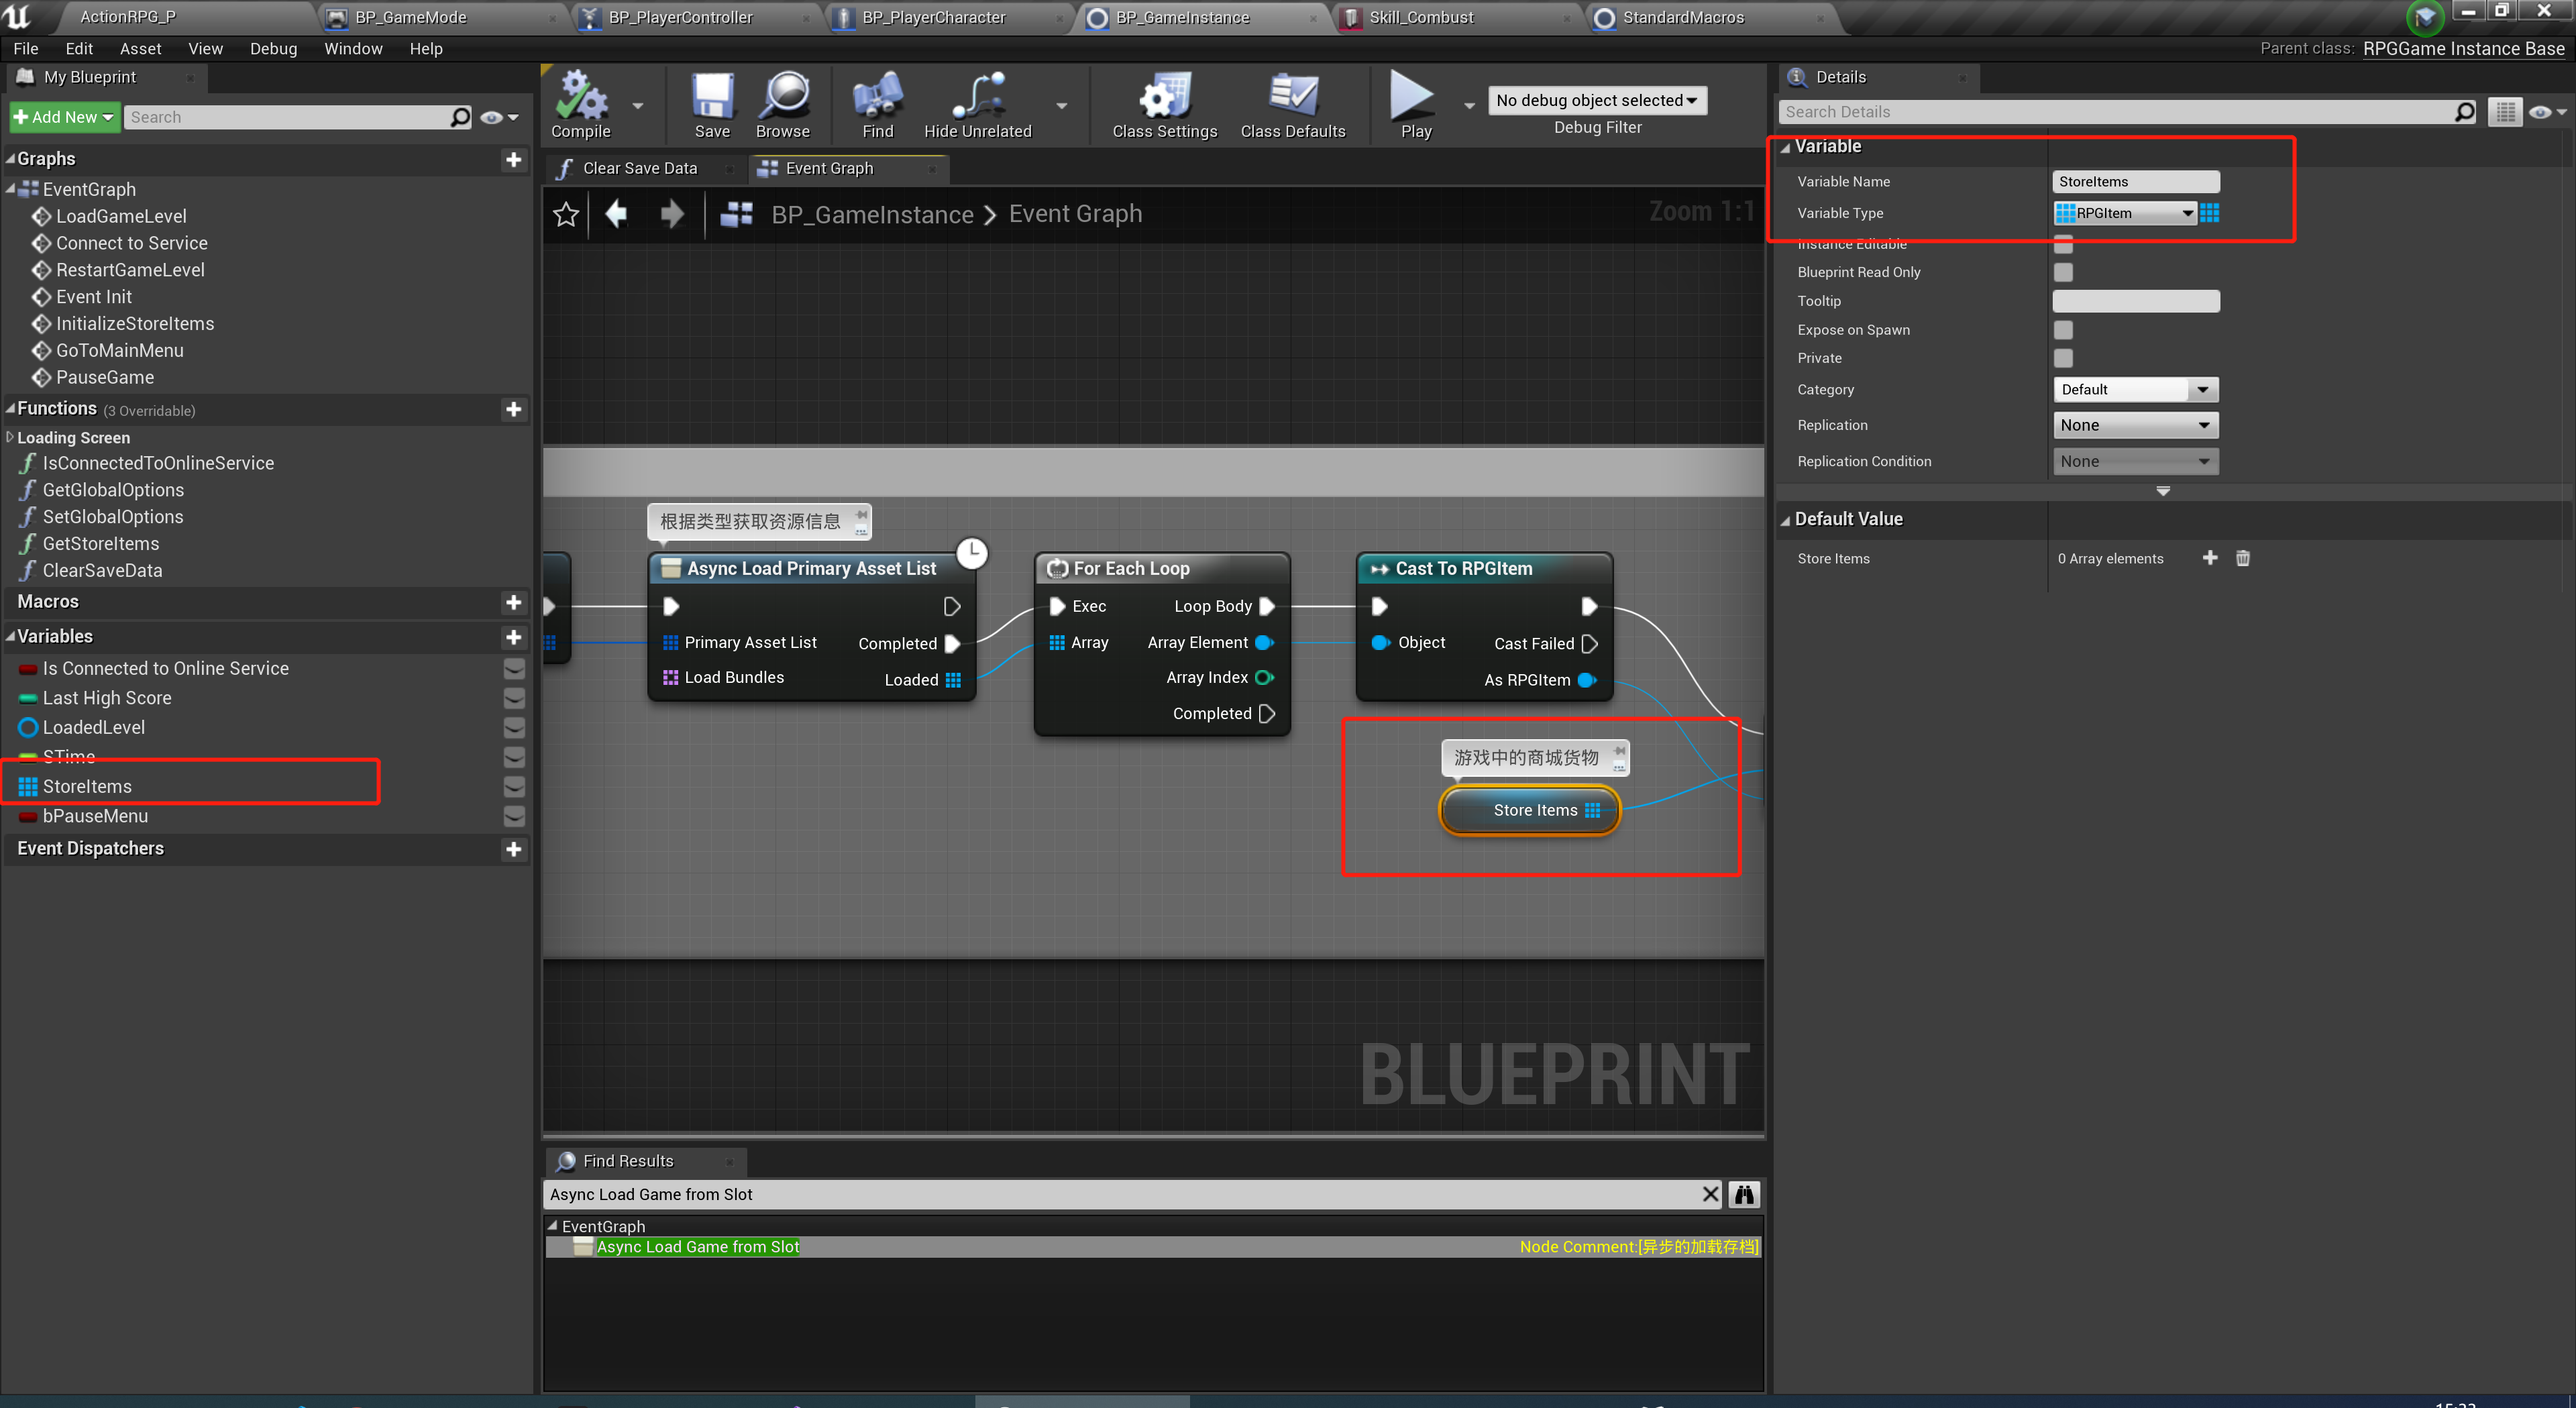 ActionRPG_P
BP_GameMode
BP_PlayerController
BP_PlayerCharacter
BP_GameInstance
Skill_Combust
StandardMacros
File Edit Asset View Debug Window Help
Parent class: RPGGame Instance Base
My Blueprint
Add New
Search
Graphs
EventGraph
LoadGameLevel
Connect to Service
RestartGameLevel
Event Init
InitializeStoreItems
GoToMainMenu
PauseGame
Functions (3 Overridable)
Loading Screen
IsConnectedToOnlineService
GetGlobalOptions
SetGlobalOptions
GetStoreItems
ClearSaveData
Macros
Variables
Is Connected to Online Service
Last High Score
LoadedLevel
STime
StoreItems
bPauseMenu
Event Dispatchers
Compile
Save
Browse
Find
Hide Unrelated
Class Settings
Class Defaults
Play
No debug object selected
Debug Filter
Clear Save Data
Event Graph
BP_GameInstance > Event Graph
Zoom 1:1
根据类型获取资源信息
Async Load Primary Asset List
Primary Asset List
Completed
Load Bundles
Loaded
For Each Loop
Exec
Loop Body
Array
Array Element
Array Index
Completed
Cast To RPGItem
Object
Cast Failed
As RPGItem
游戏中的商城货物
Store Items
BLUEPRINT
Find Results
Async Load Game from Slot
EventGraph
Async Load Game from Slot
Node Comment:[异步的加载存档]
Details
Search Details
Variable
Variable Name
StoreItems
Variable Type
RPGItem
Instance Editable
Blueprint Read Only
Tooltip
Expose on Spawn
Private
Category
Default
Replication
None
Replication Condition
None
Default Value
Store Items
0 Array elements